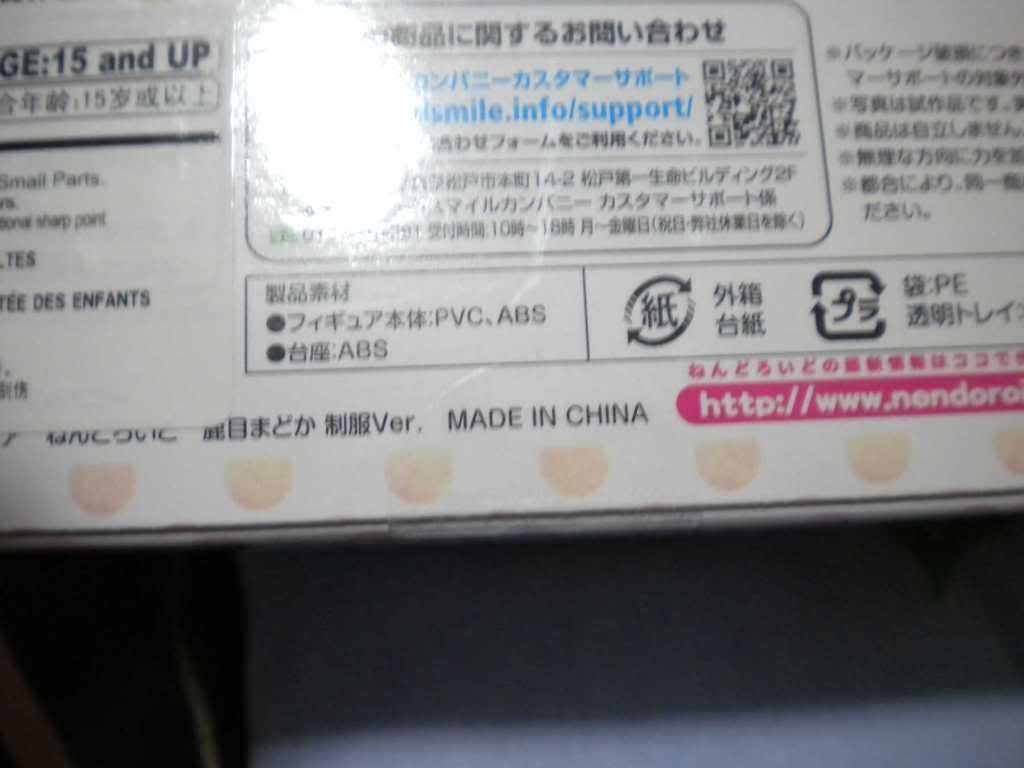 GE:15 and UP
合年龄:15岁或以上
Small Parts.
tional sharp point
LTES
TÉE DES ENFANTS
商品に関するお問い合わせ
カンパニーカスタマーサポート
smile.info/support/
合わせフォームをご利用ください。
松戸市本町14-2 松戸第一生命ビルディング2F
スマイルカンパニー カスタマーサポート係
受付時間:10時～18時 月～金曜日(祝日・弊社休業日を除く)
※パッケージ破損につき
マーサポートの対象外
※写真は試作品です。実
※商品は自立しません。
※無理な方向に力を加
※都合により、同一商
ださい。
製品素材
●フィギュア本体:PVC、ABS
●台座:ABS
紙
外箱
台紙
プラ
袋:PE
透明トレイ
ねんどろいどの最新情報はココで
http://www.nendoroi
ねんどろいど 鹿目まどか 制服Ver. MADE IN CHINA